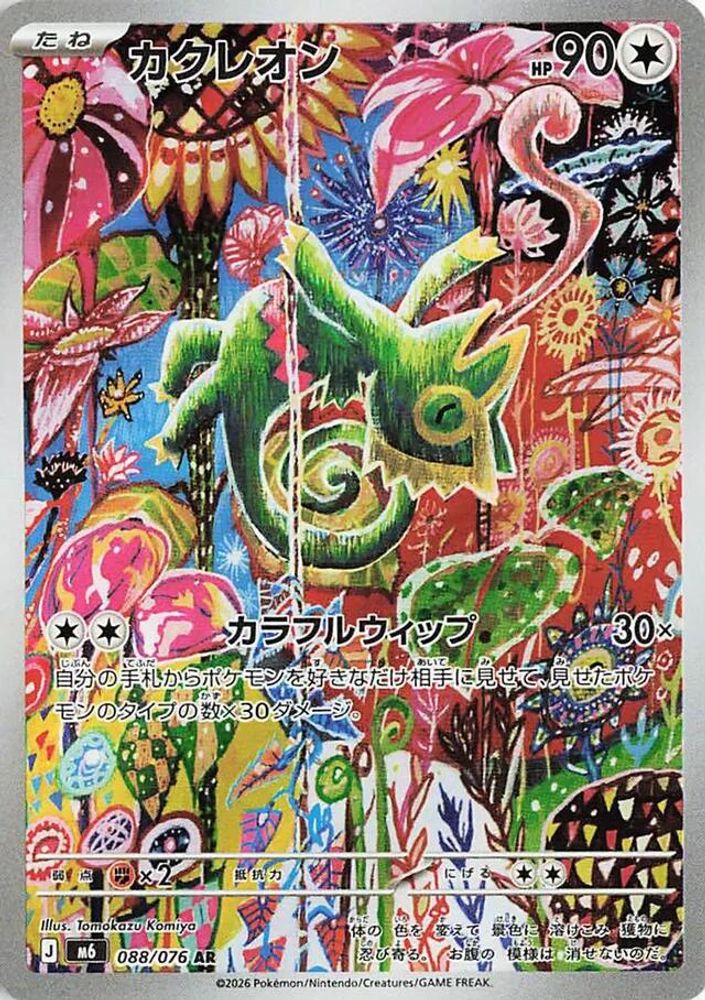 たね カクレオン HP90
カラフルウィップ 30×
自分の手札からポケモンを好きなだけ相手に見せて、見せたポケ
モンのタイプの数×30ダメージ。
弱点 ×2 抵抗力 にげる
Illus. Tomokazu Komiya
体の 色を 変えて 景色に 溶けこみ 獲物に
忍び寄る。 お腹の 模様は 消せないのだ。
J M6 088/076 AR
©2026 Pokémon/Nintendo/Creatures/GAME FREAK.